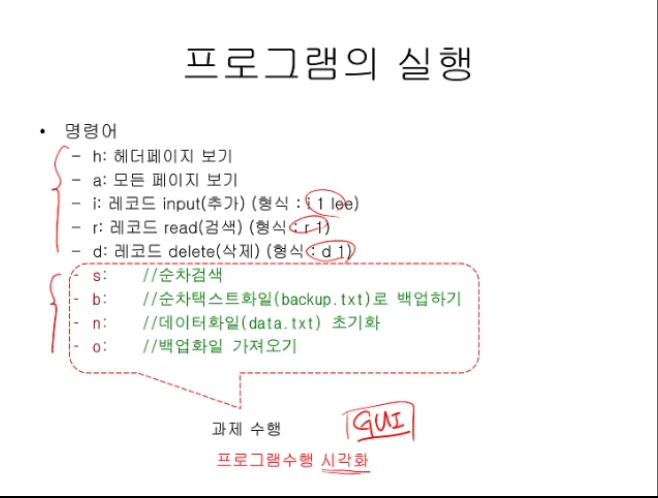 프로그램의 실행
• 명령어
– h: 헤더페이지 보기
– a: 모든 페이지 보기
– i: 레코드 input(추가) (형식 : i 1 lee)
– r: 레코드 read(검색) (형식 : r 1)
– d: 레코드 delete(삭제) (형식 : d 1)
- s: //순차검색
- b: //순차택스트화일(backup.txt)로 백업하기
- n: //데이터화일(data.txt) 초기화
- o: //백업화일 가져오기
과제 수행
GUI
프로그램수행 시각화